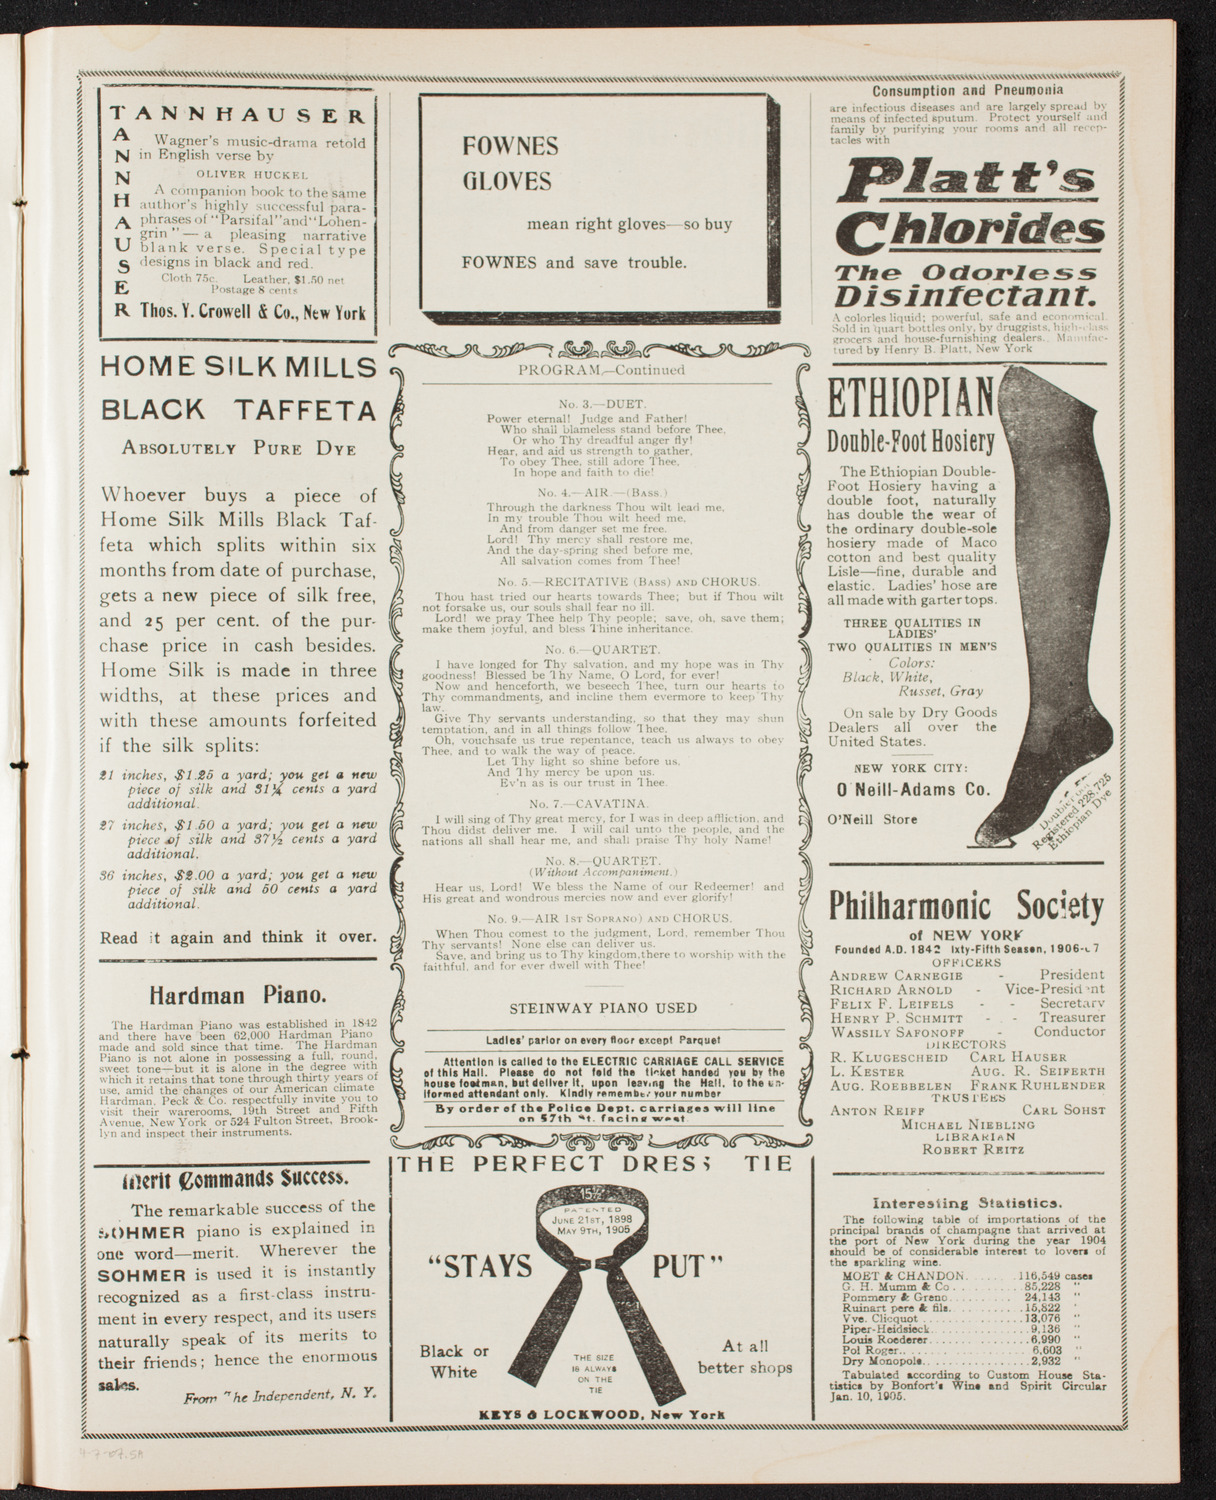 TANNHAUSER
TANNHAUSER
Wagner's music-drama retold
in English verse by
OLIVER HUCKEL
A companion book to the same
author's highly successful para-
phrases of "Parsifal" and "Lohen-
grin"—a pleasing narrative
blank verse. Special type
designs in black and red.
Cloth 75c. Leather, $1.50 net
Postage 8 cents
Thos. Y. Crowell & Co., New York
HOME SILK MILLS
BLACK TAFFETA
ABSOLUTELY PURE DYE
Whoever buys a piece of
Home Silk Mills Black Taf-
feta which splits within six
months from date of purchase,
gets a new piece of silk free,
and 25 per cent. of the pur-
chase price in cash besides.
Home Silk is made in three
widths, at these prices and
with these amounts forfeited
if the silk splits:
21 inches, $1.25 a yard; you get a new
piece of silk and 31¼ cents a yard
additional.
27 inches, $1.50 a yard; you get a new
piece of silk and 37½ cents a yard
additional.
36 inches, $2.00 a yard; you get a new
piece of silk and 50 cents a yard
additional.
Read it again and think it over.
Hardman Piano.
The Hardman Piano was established in 1842
and there have been 62,000 Hardman Piano
made and sold since that time. The Hardman
Piano is not alone in possessing a full, round,
sweet tone—but it is alone in the degree with
which it retains that tone through thirty years of
use, amid the changes of our American climate
Hardman, Peck & Co. respectfully invite you to
visit their warerooms, 19th Street and Fifth
Avenue, New York or 524 Fulton Street, Brook-
lyn and inspect their instruments.
Merit Commands Success.
The remarkable success of the
SOHMER piano is explained in
one word—merit. Wherever the
SOHMER is used it is instantly
recognized as a first-class instru-
ment in every respect, and its users
naturally speak of its merits to
their friends; hence the enormous
sales.
From The Independent, N. Y.
FOWNES
GLOVES
mean right gloves—so buy
FOWNES and save trouble.
PROGRAM—Continued
No. 3.—DUET.
Power eternal! Judge and Father!
Who shall blameless stand before Thee,
Or who Thy dreadful anger fly!
Hear, and aid us strength to gather,
To obey Thee, still adore Thee,
In hope and faith to die!
No. 4.—AIR.—(BASS.)
Through the darkness Thou wilt lead me,
In my trouble Thou wilt heed me,
And from danger set me free.
Lord! Thy mercy shall restore me,
And the day-spring shed before me,
All salvation comes from Thee!
No. 5.—RECITATIVE (BASS) AND CHORUS.
Thou hast tried our hearts towards Thee; but if Thou wilt
not forsake us, our souls shall fear no ill.
Lord! we pray Thee help Thy people; save, oh, save them;
make them joyful, and bless Thine inheritance.
No. 6.—QUARTET.
I have longed for Thy salvation, and my hope was in Thy
goodness! Blessed be Thy Name, O Lord, for ever!
Now and henceforth, we beseech Thee, turn our hearts to
Thy commandments, and incline them evermore to keep Thy
law.
Give Thy servants understanding, so that they may shun
temptation, and in all things follow Thee.
Oh, vouchsafe us true repentance, teach us always to obey
Thee, and to walk the way of peace.
Let Thy light so shine before us,
And Thy mercy be upon us.
Ev'n as is our trust in Thee.
No. 7.—CAVATINA.
I will sing of Thy great mercy, for I was in deep affliction, and
Thou didst deliver me. I will call unto the people, and the
nations all shall hear me, and shall praise Thy holy Name!
No. 8.—QUARTET.
(Without Accompaniment.)
Hear us, Lord! We bless the Name of our Redeemer! and
His great and wondrous mercies now and ever glorify!
No. 9.—AIR 1ST SOPRANO) AND CHORUS.
When Thou comest to the judgment, Lord, remember Thou
Thy servants! None else can deliver us.
Save, and bring us to Thy kingdom,there to worship with the
faithful, and for ever dwell with Thee!
STEINWAY PIANO USED
Ladies' parlor on every floor except Parquet
Attention is called to the ELECTRIC CARRIAGE CALL SERVICE
of this Hall. Please do not fold the ticket handed you by the
house footman, but deliver it, upon leaving the Hall, to the un-
iformed attendant only. Kindly remember your number
By order of the Police Dept. carriages will line
on 57th St. facing west.
THE PERFECT DRESS TIE
15½
PATENTED
JUNE 21ST, 1898
MAY 9TH, 1905
"STAYS PUT"
Black or
White
THE SIZE
IS ALWAYS
ON THE
TIE
At all
better shops
KEYS & LOCKWOOD, New York
Consumption and Pneumonia
are infectious diseases and are largely spread by
means of infected sputum. Protect yourself and
family by purifying your rooms and all recep-
tacles with
Platt's
Chlorides
The Odorless
Disinfectant.
A colorles liquid; powerful, safe and economical.
Sold in quart bottles only, by druggists, high-class
grocers and house-furnishing dealers. Manufac-
tured by Henry B. Platt, New York
ETHIOPIAN
Double-Foot Hosiery
The Ethiopian Double-
Foot Hosiery having a
double foot, naturally
has double the wear of
the ordinary double-sole
hosiery made of Maco
cotton and best quality
Lisle—fine, durable and
elastic. Ladies' hose are
all made with garter tops.
THREE QUALITIES IN
LADIES'
TWO QUALITIES IN MEN'S
Colors:
Black, White,
Russet, Gray
On sale by Dry Goods
Dealers all over the
United States.
NEW YORK CITY:
O'Neill-Adams Co.
O'Neill Store
Registered 228,725
Ethiopian Dye
Philharmonic Society
of NEW YORK
Founded A.D. 1842 ixty-Fifth Season, 1906-07
OFFICERS
ANDREW CARNEGIE - President
RICHARD ARNOLD - Vice-President
FELIX F. LEIFELS - - Secretary
HENRY P. SCHMITT - - Treasurer
WASSILY SAFONOFF - Conductor
DIRECTORS
R. KLUGESCHEID CARL HAUSER
L. KESTER AUG. R. SEIFERTH
AUG. ROEBBELEN FRANK RUHLENDER
TRUSTEES
ANTON REIFF CARL SOHST
MICHAEL NIEBLING
LIBRARIAN
ROBERT REITZ
Interesting Statistics.
The following table of importations of the
principal brands of champagne that arrived at
the port of New York during the year 1904
should be of considerable interest to lovers of
the sparkling wine.
MOET & CHANDON.......116,549 cases
G. H. Mumm & Co..........85,228 "
Pommery & Greno..........24,143 "
Ruinart pere & fils..........15,822 '
Vve. Clicquot..........13,076 "
Piper-Heidsieck..........9,136 "
Louis Roederer..........6,990 "
Pol Roger..........6,603 "
Dry Monopole..........2,932 "
Tabulated according to Custom House Sta-
tistics by Bonfort's Wine and Spirit Circular
Jan. 10, 1905.
4-7-07.SA